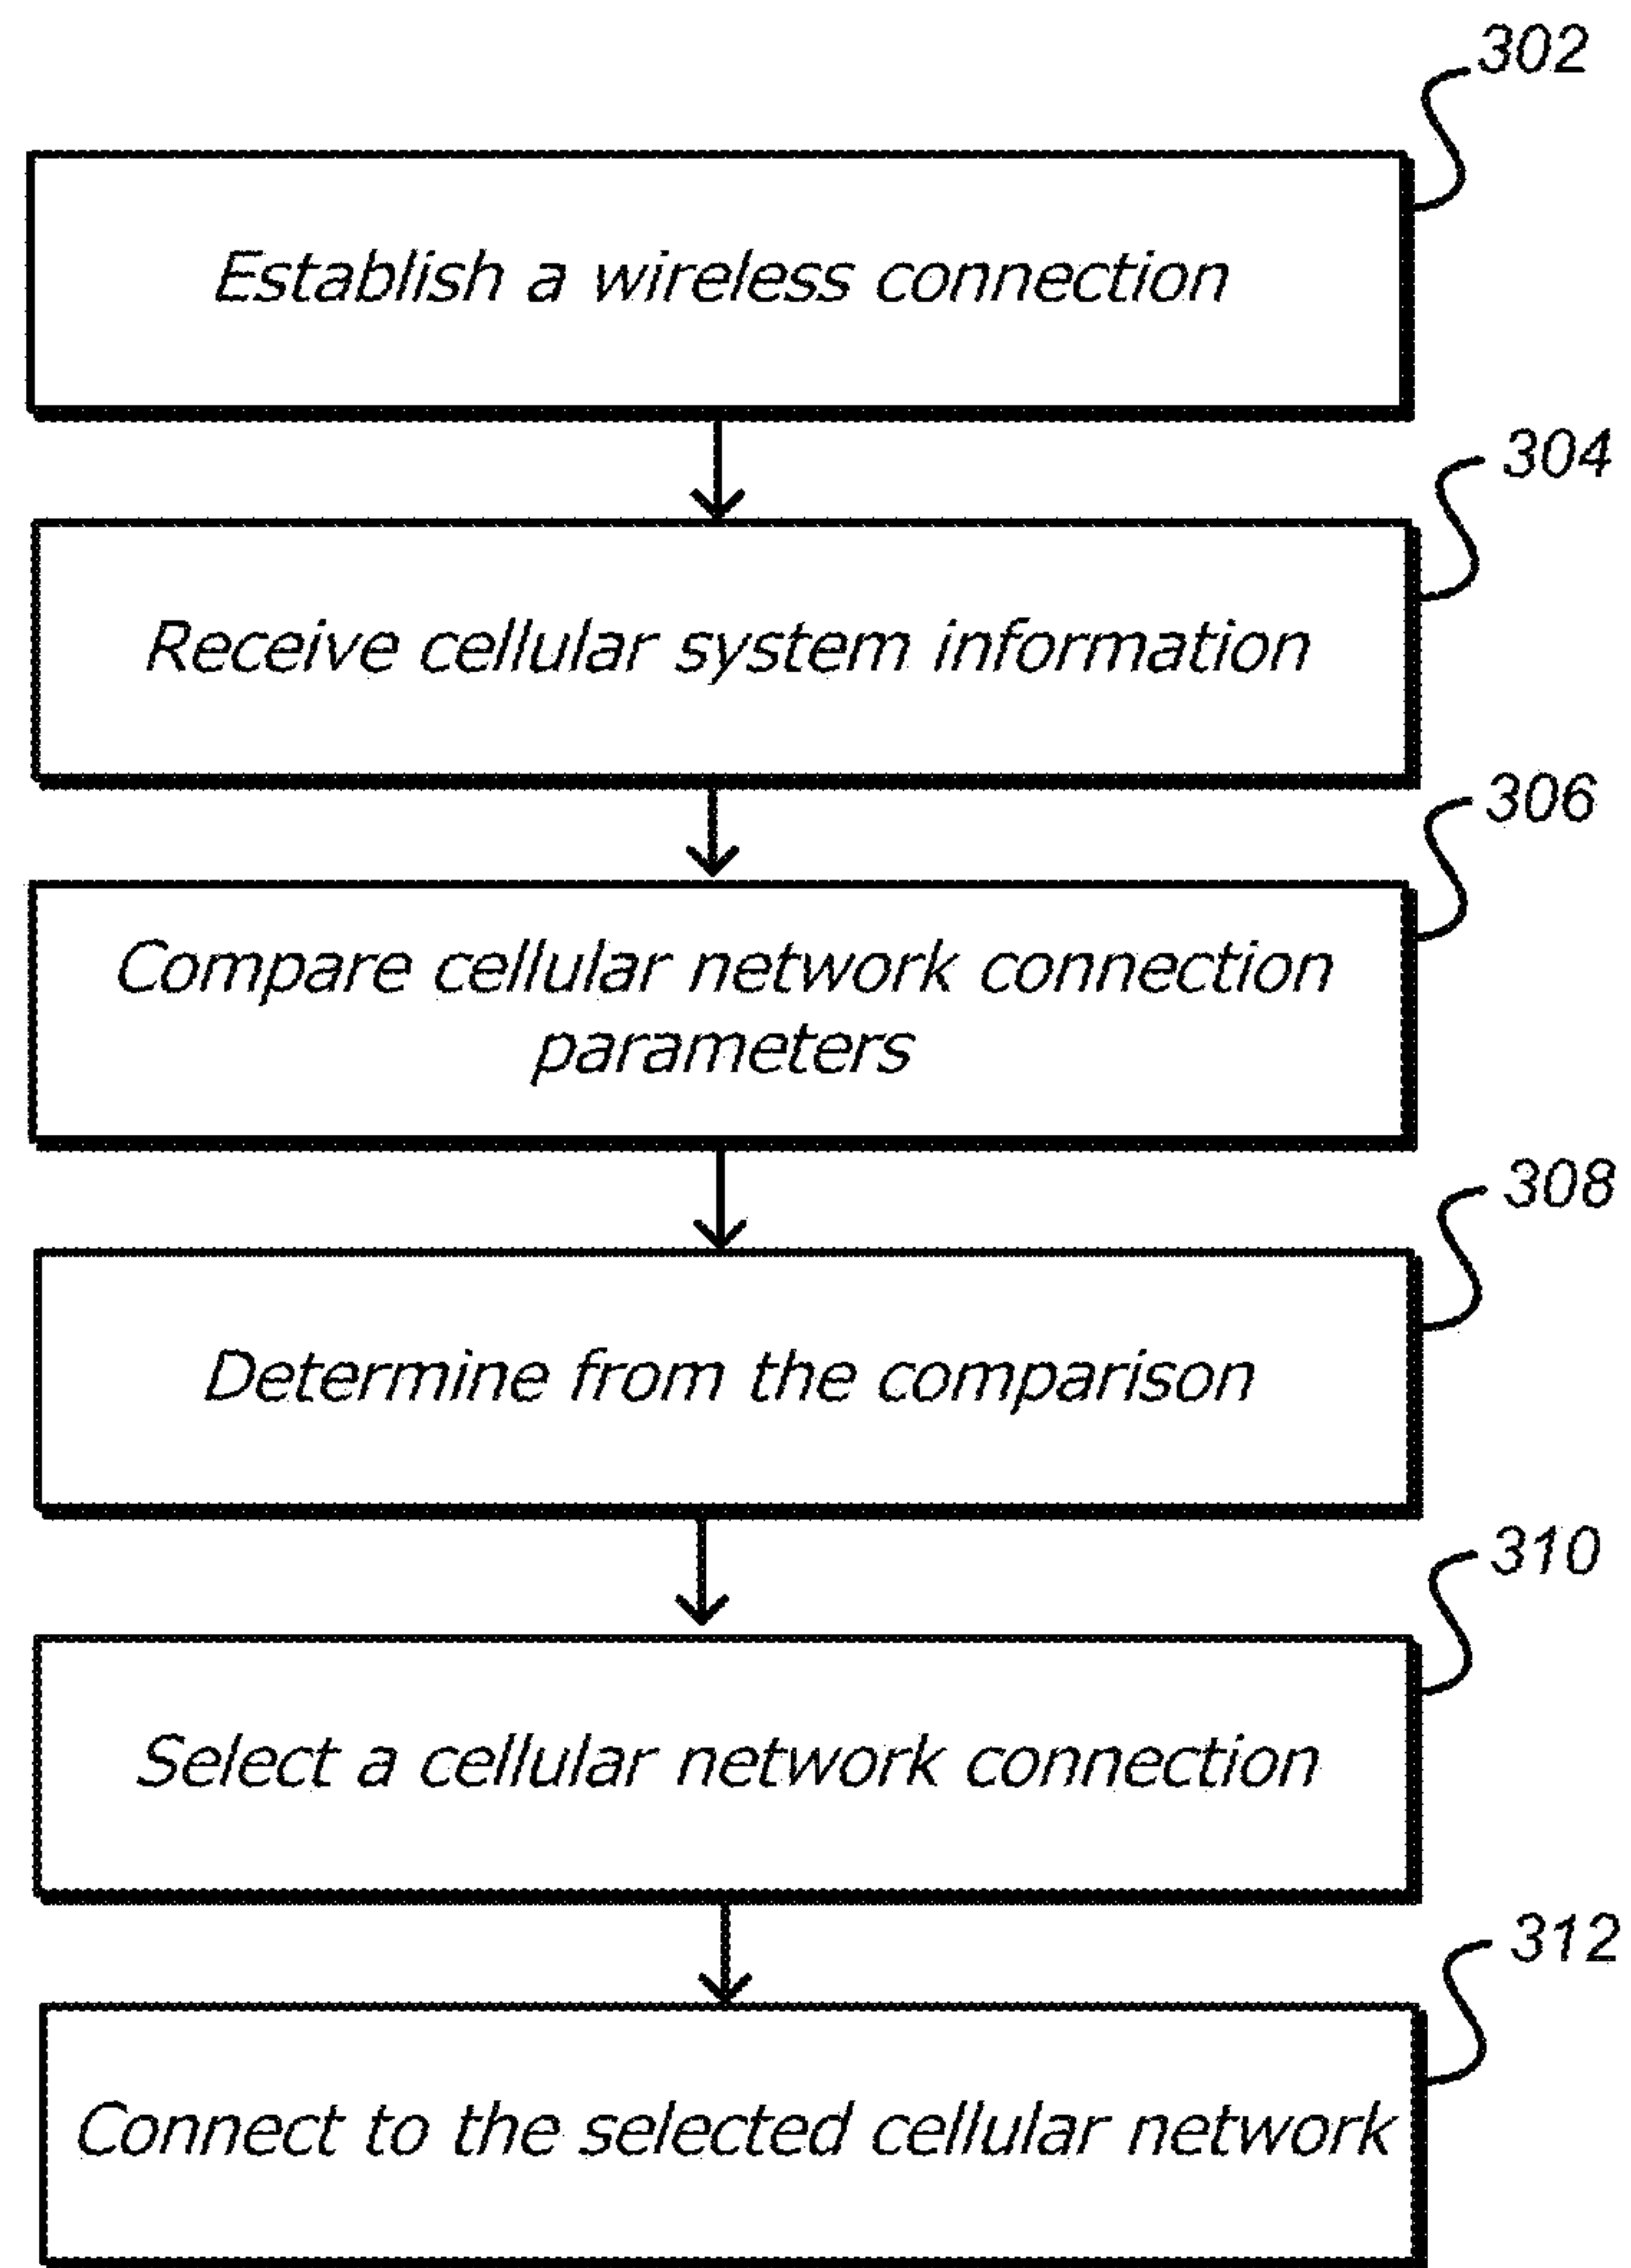 302
Establish a wireless connection
304
Receive cellular system information
306
Compare cellular network connection
parameters
308
Determine from the comparison
310
Select a cellular network connection
312
Connect to the selected cellular network